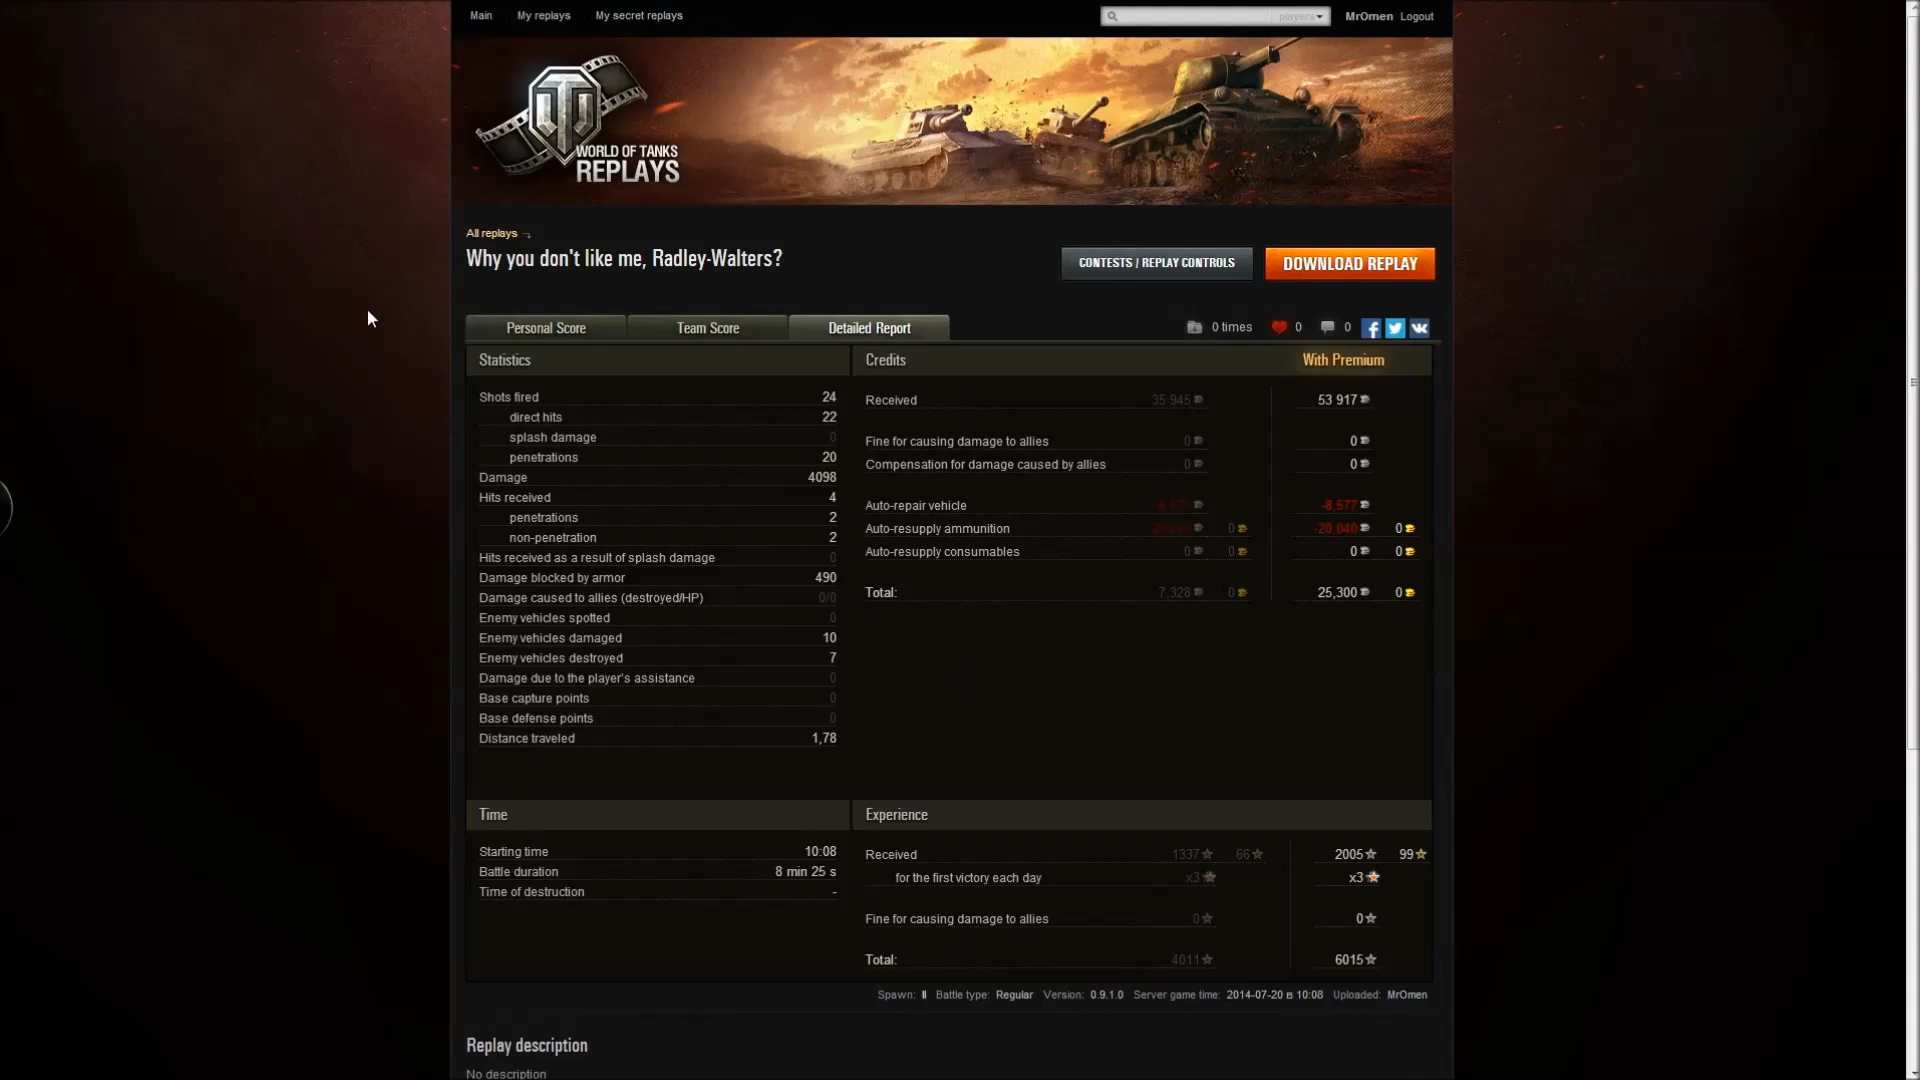 Main My replays My secret replays players MrOmen Logout
WORLD OF TANKS
REPLAYS
All replays
Why you don't like me, Radley-Walters?
CONTESTS / REPLAY CONTROLS DOWNLOAD REPLAY
Personal Score Team Score Detailed Report 0 times 0 0
Statistics
Shots fired 24
direct hits 22
splash damage 0
penetrations 20
Damage 4098
Hits received 4
penetrations 2
non-penetration 2
Hits received as a result of splash damage 0
Damage blocked by armor 490
Damage caused to allies (destroyed/HP) 0/0
Enemy vehicles spotted 0
Enemy vehicles damaged 10
Enemy vehicles destroyed 7
Damage due to the player's assistance 0
Base capture points 0
Base defense points 0
Distance traveled 1,78
Credits With Premium
Received 35 945 53 917
Fine for causing damage to allies 0 0
Compensation for damage caused by allies 0 0
Auto-repair vehicle -8,577
Auto-resupply ammunition 0 -20,040 0
Auto-resupply consumables 0 0 0 0
Total: 7,328 0 25,300 0
Time
Starting time 10:08
Battle duration 8 min 25 s
Time of destruction -
Experience
Received 1337 66 2005 99
for the first victory each day x3 x3
Fine for causing damage to allies 0 0
Total: 4011 6015
Spawn: II Battle type: Regular Version: 0.9.1.0 Server game time: 2014-07-20 в 10:08 Uploaded: MrOmen
Replay description
No description